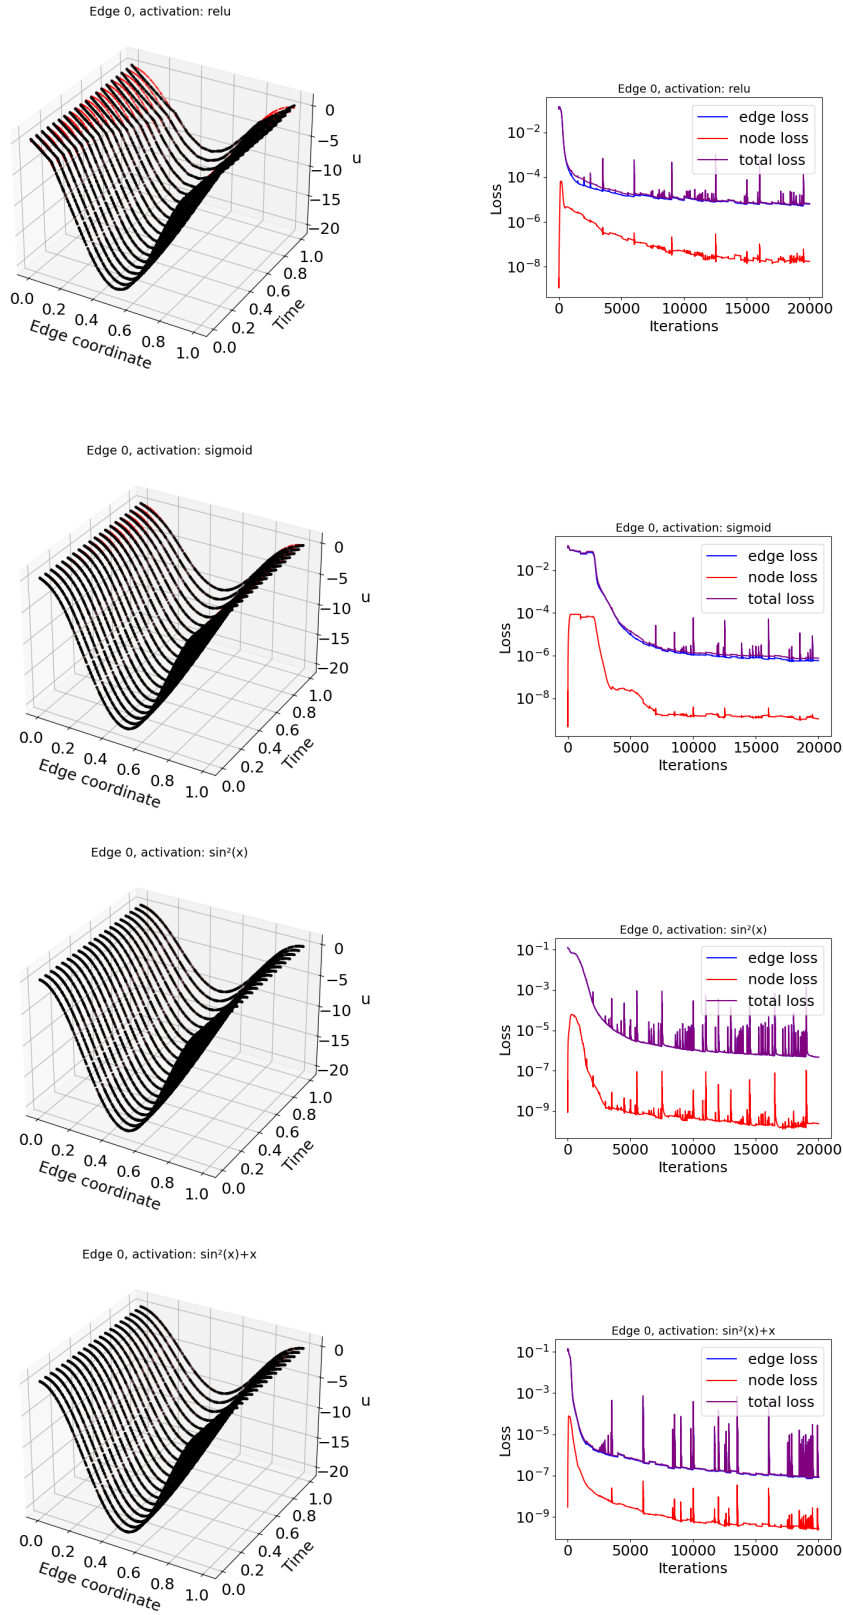 Edge 0, activation: relu
0
−5
−10
−15
−20
u
0.0
0.2
0.4
0.6
0.8
1.0
Edge coordinate
0.0
0.2
0.4
0.6
0.8
1.0
Time
Edge 0, activation: relu
edge loss
node loss
total loss
10−2
10−4
10−6
10−8
Loss
0 5000 10000 15000 20000
Iterations
Edge 0, activation: sigmoid
0
−5
−10
−15
−20
u
0.0
0.2
0.4
0.6
0.8
1.0
Edge coordinate
0.0
0.2
0.4
0.6
0.8
1.0
Time
Edge 0, activation: sigmoid
edge loss
node loss
total loss
10−2
10−4
10−6
10−8
Loss
0 5000 10000 15000 20000
Iterations
Edge 0, activation: sin²(x)
0
−5
−10
−15
−20
u
0.0
0.2
0.4
0.6
0.8
1.0
Edge coordinate
0.0
0.2
0.4
0.6
0.8
1.0
Time
Edge 0, activation: sin²(x)
edge loss
node loss
total loss
10−1
10−3
10−5
10−7
10−9
Loss
0 5000 10000 15000 20000
Iterations
Edge 0, activation: sin²(x)+x
0
−5
−10
−15
−20
u
0.0
0.2
0.4
0.6
0.8
1.0
Edge coordinate
0.0
0.2
0.4
0.6
0.8
1.0
Time
Edge 0, activation: sin²(x)+x
edge loss
node loss
total loss
10−1
10−3
10−5
10−7
10−9
Loss
0 5000 10000 15000 20000
Iterations